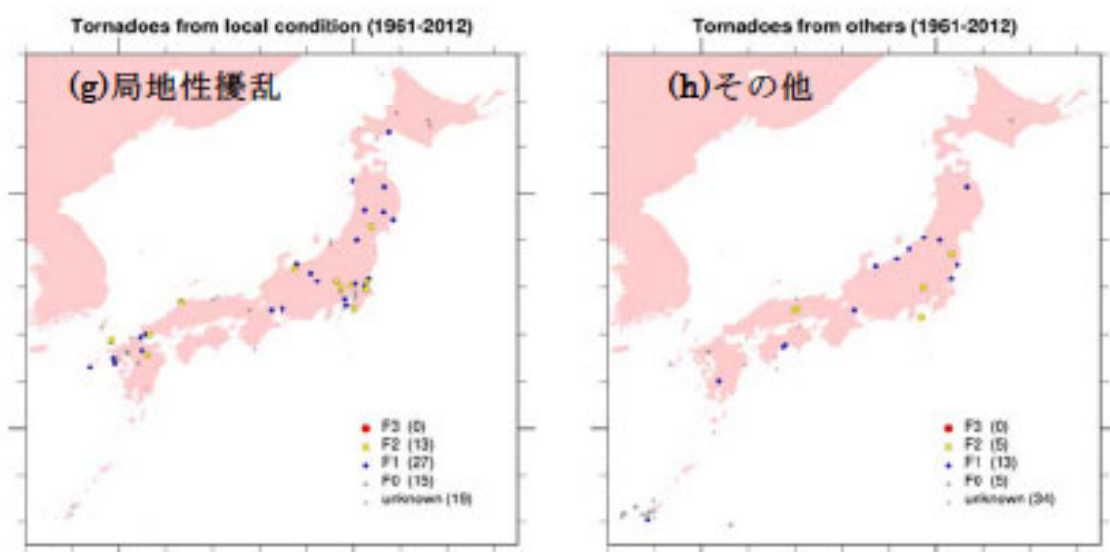 Tornadoes from local condition (1961-2012)
(g)局地性擾乱
F3 (0)
F2 (13)
F1 (27)
F0 (15)
unknown (19)
Tornadoes from others (1961-2012)
(h)その他
F3 (0)
F2 (5)
F1 (13)
F0 (5)
unknown (34)